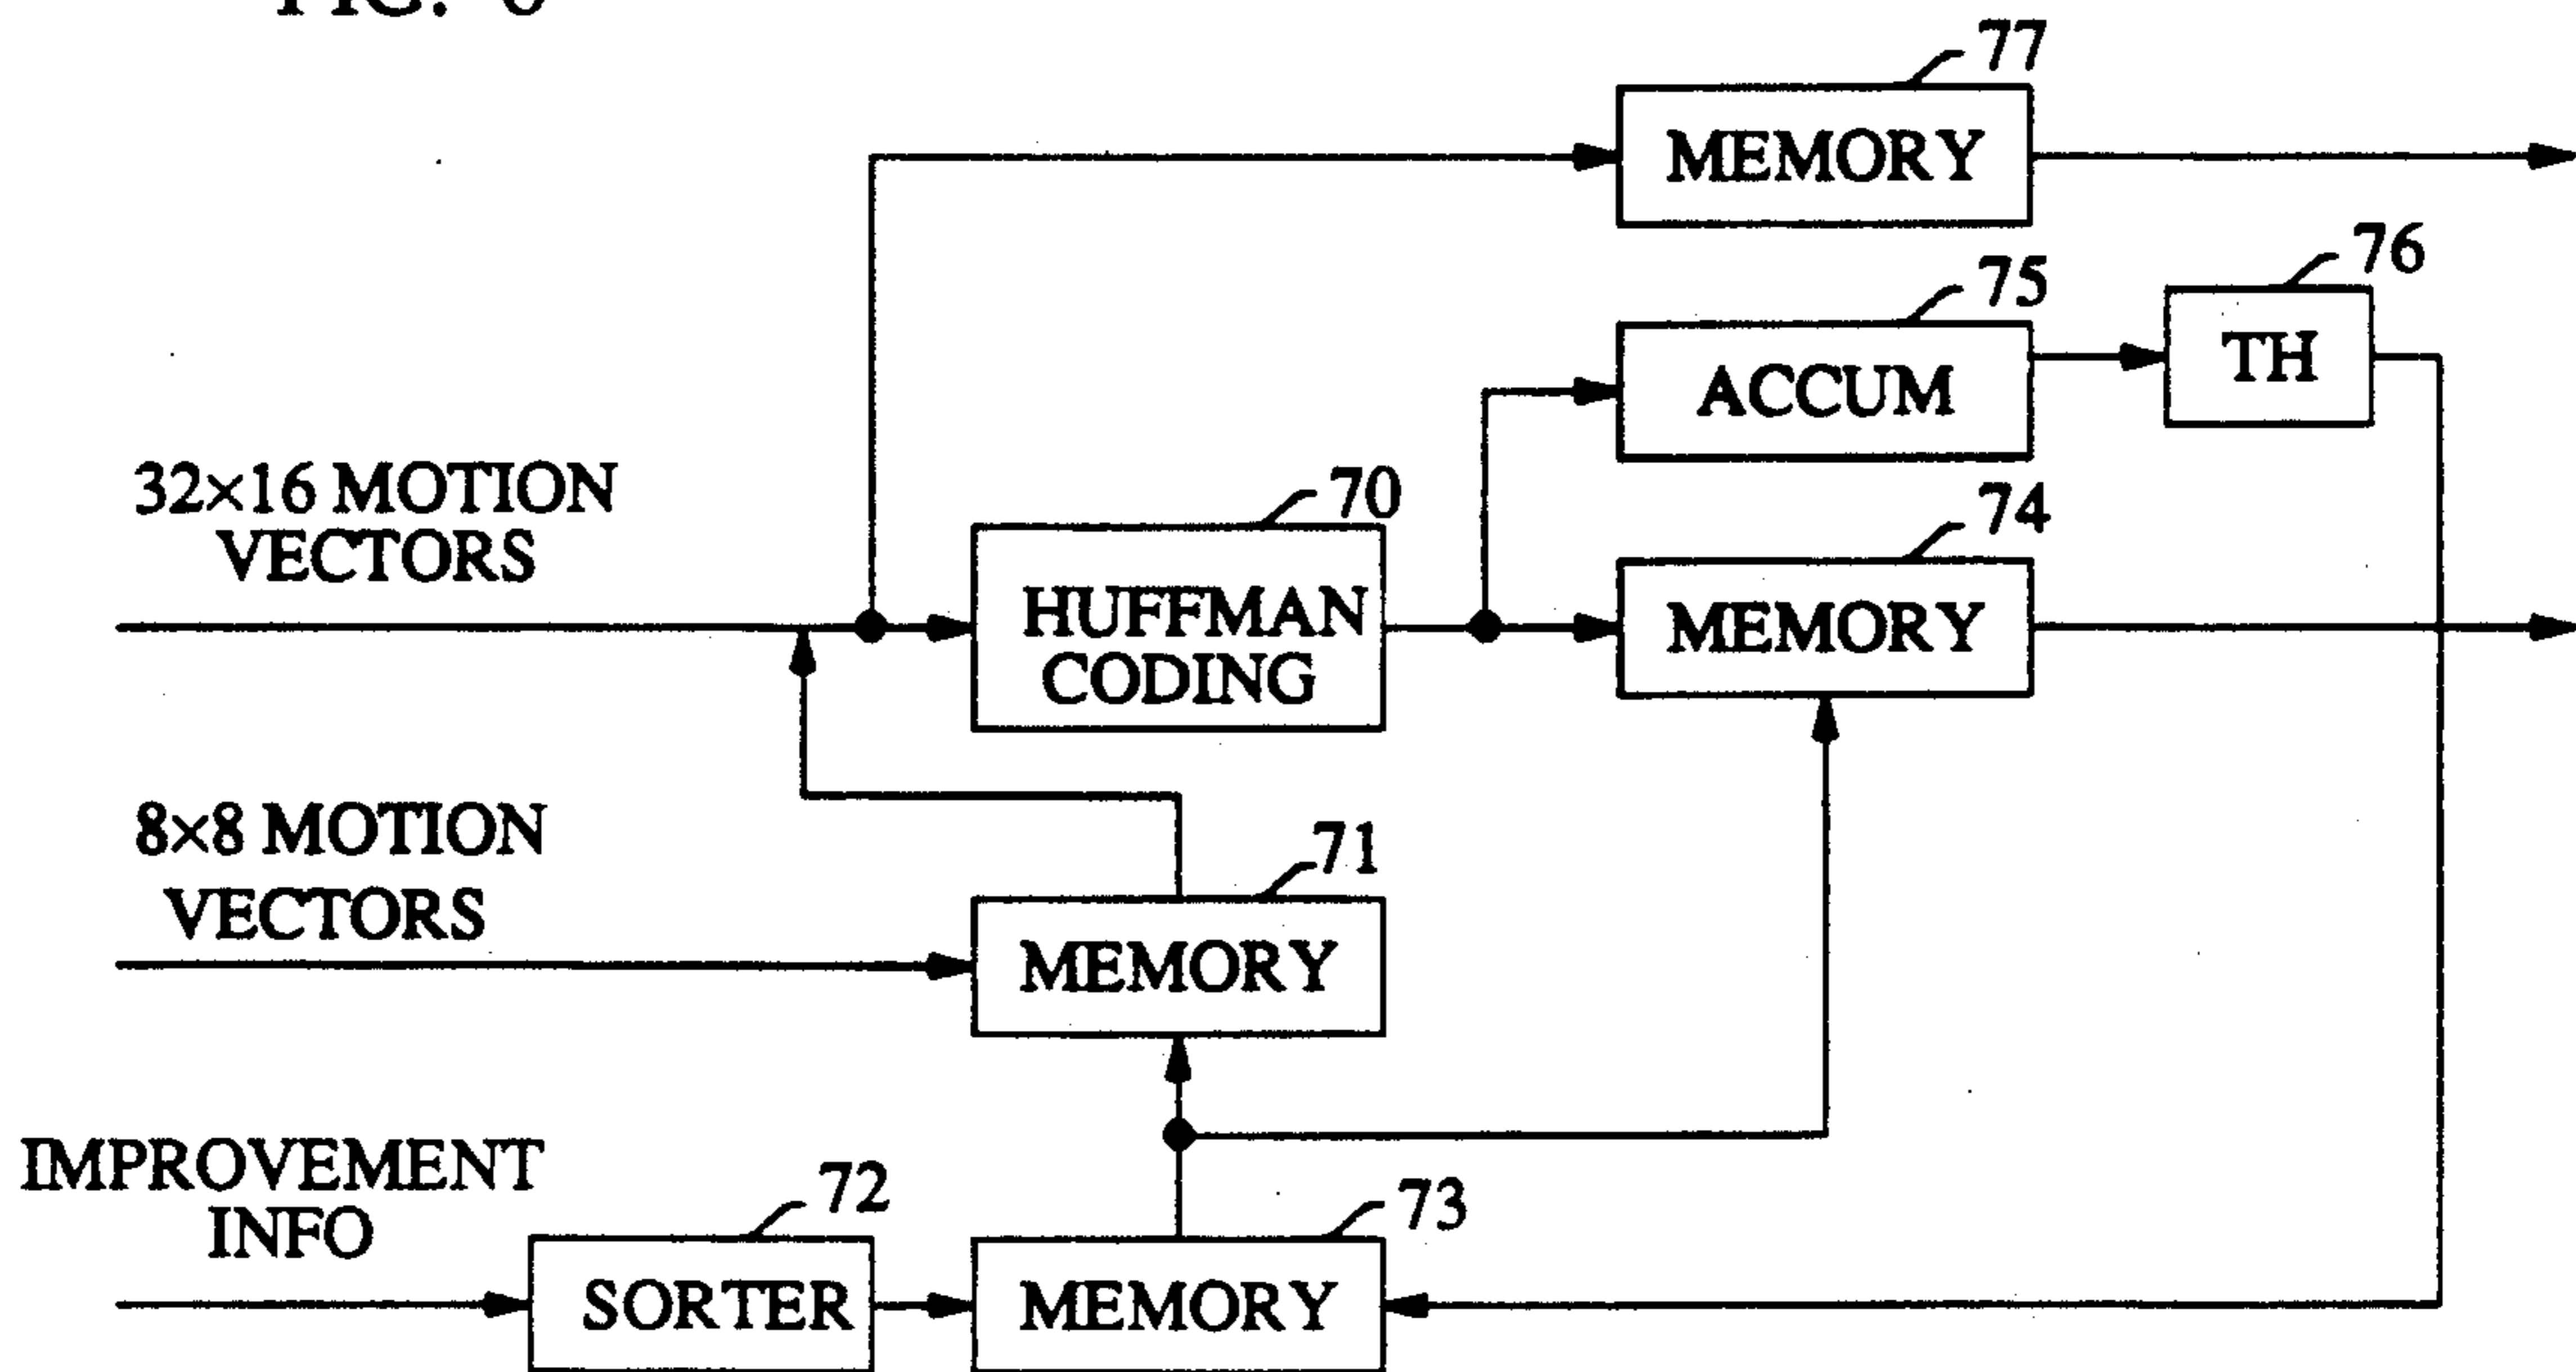 77
MEMORY
76
75
TH
ACCUM
32×16 MOTION
VECTORS
70
74
HUFFMAN
CODING
MEMORY
8×8 MOTION
VECTORS
71
MEMORY
IMPROVEMENT
INFO
72
73
SORTER
MEMORY